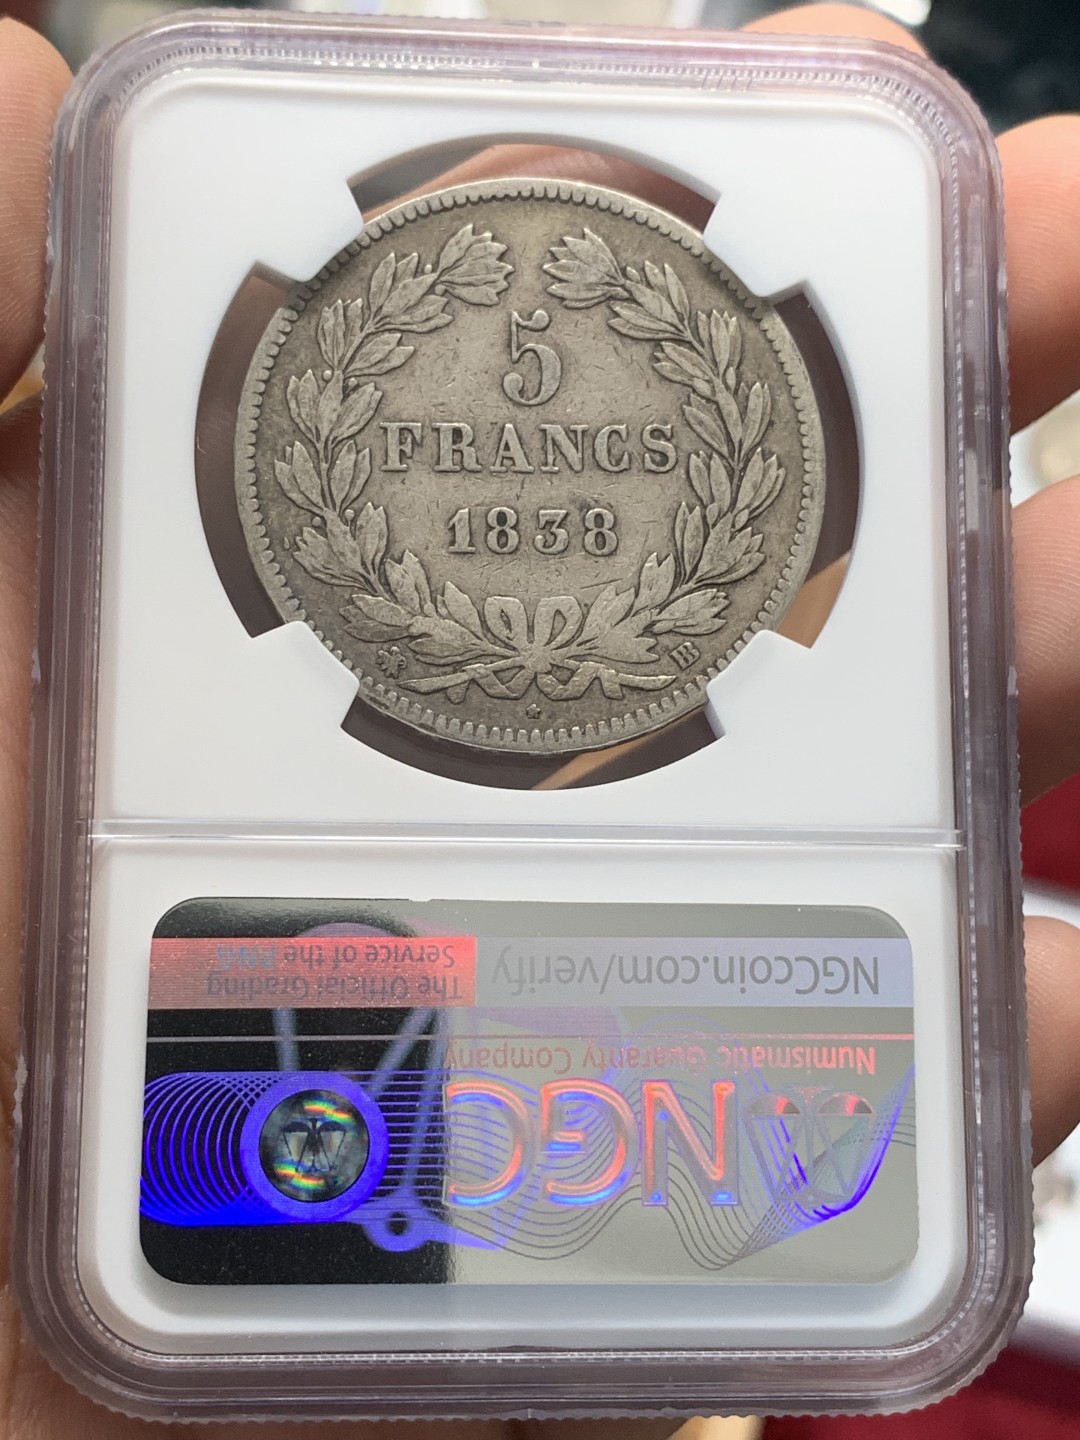 5
FRANCS
1838
BB
NGC
Numismatic Guaranty Company
NGCcoin.com/verify
The Official Grading
Service of the PNG